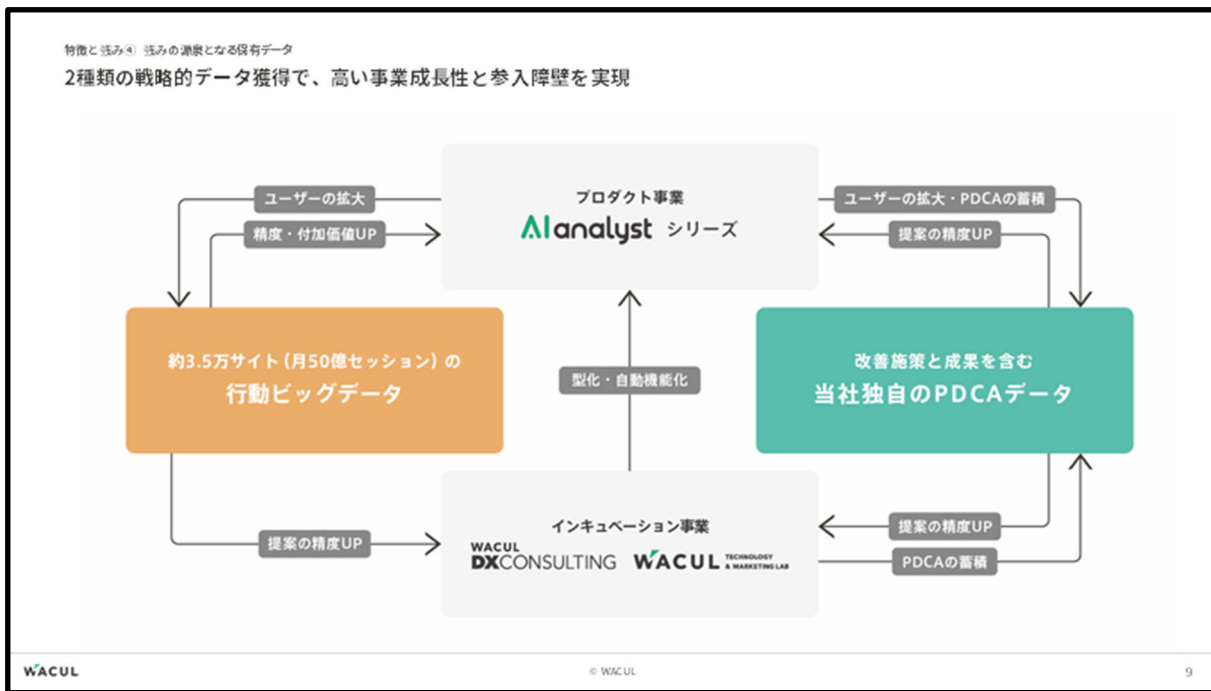 特徴と強み④ 強みの源泉となる保有データ
2種類の戦略的データ獲得で、高い事業成長性と参入障壁を実現
プロダクト事業
AIanalyst シリーズ
ユーザーの拡大
精度・付加価値UP
ユーザーの拡大・PDCAの蓄積
提案の精度UP
約3.5万サイト(月50億セッション)の
行動ビッグデータ
型化・自動機能化
改善施策と成果を含む
当社独自のPDCAデータ
提案の精度UP
インキュベーション事業
WACUL
DXCONSULTING
WACUL TECHNOLOGY
& MARKETING LAB
提案の精度UP
PDCAの蓄積
WACUL
© WACUL
9